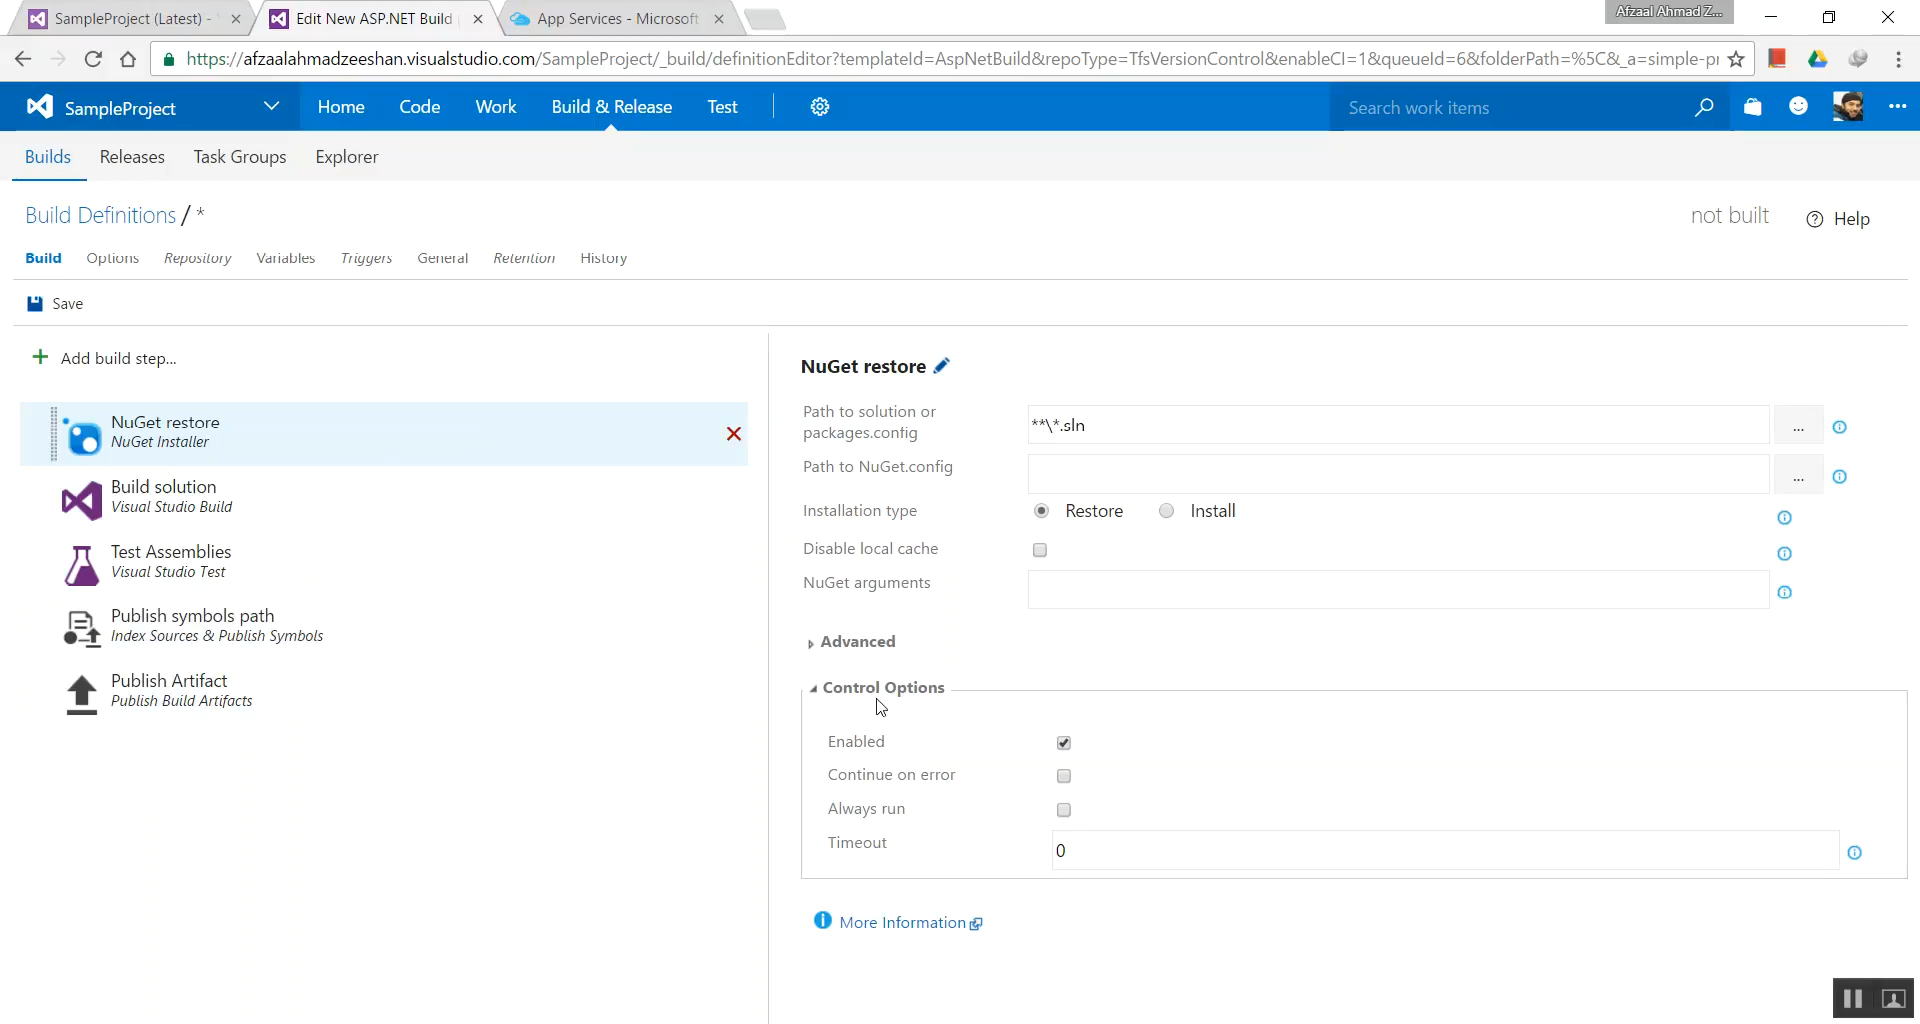 SampleProject (Latest) -
Edit New ASP.NET Build
App Services - Microsoft
Afzaal Ahmad Z...
https://afzaalahmadzeeshan.visualstudio.com/SampleProject/_build/definitionEditor?templateId=AspNetBuild&repoType=TfsVersionControl&enableCI=1&queueId=6&folderPath=%5C&_a=simple-pr
SampleProject
Home
Code
Work
Build & Release
Test
Search work items
Builds
Releases
Task Groups
Explorer
Build Definitions / *
not built
Help
Build
Options
Repository
Variables
Triggers
General
Retention
History
Save
Add build step...
NuGet restore
NuGet Installer
Build solution
Visual Studio Build
Test Assemblies
Visual Studio Test
Publish symbols path
Index Sources & Publish Symbols
Publish Artifact
Publish Build Artifacts
NuGet restore
Path to solution or
packages.config
**\*.sln
...
Path to NuGet.config
...
Installation type
Restore
Install
Disable local cache
NuGet arguments
Advanced
Control Options
Enabled
Continue on error
Always run
Timeout
0
More Information